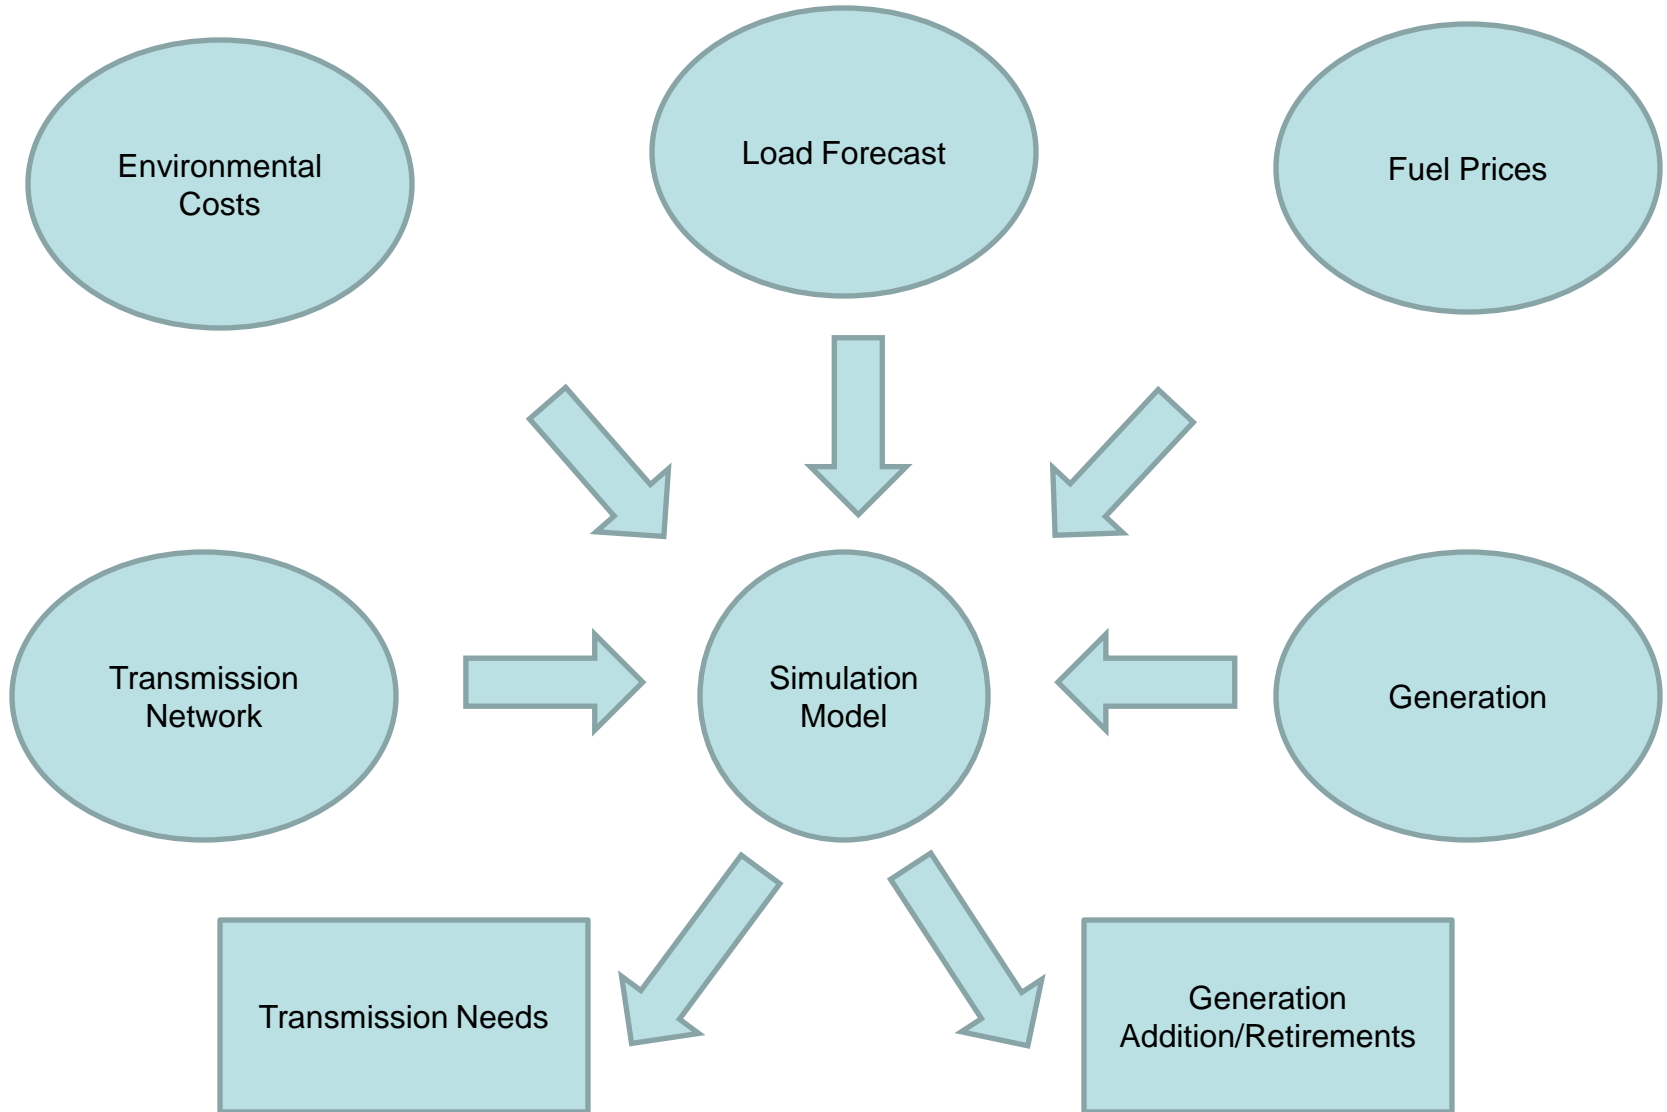 Environmental
Costs
Load Forecast
Fuel Prices
Transmission
Network
Simulation
Model
Generation
Transmission Needs
Generation
Addition/Retirements